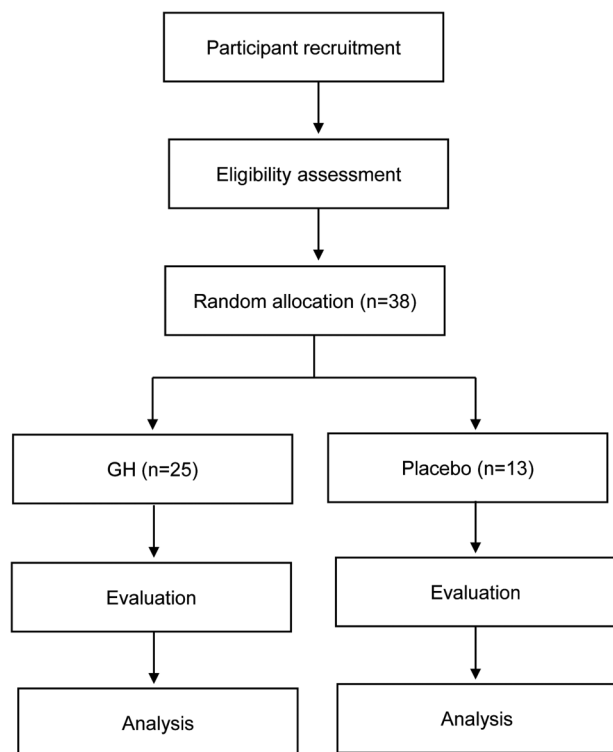 Participant recruitment
Eligibility assessment
Random allocation (n=38)
GH (n=25)
Placebo (n=13)
Evaluation
Evaluation
Analysis
Analysis